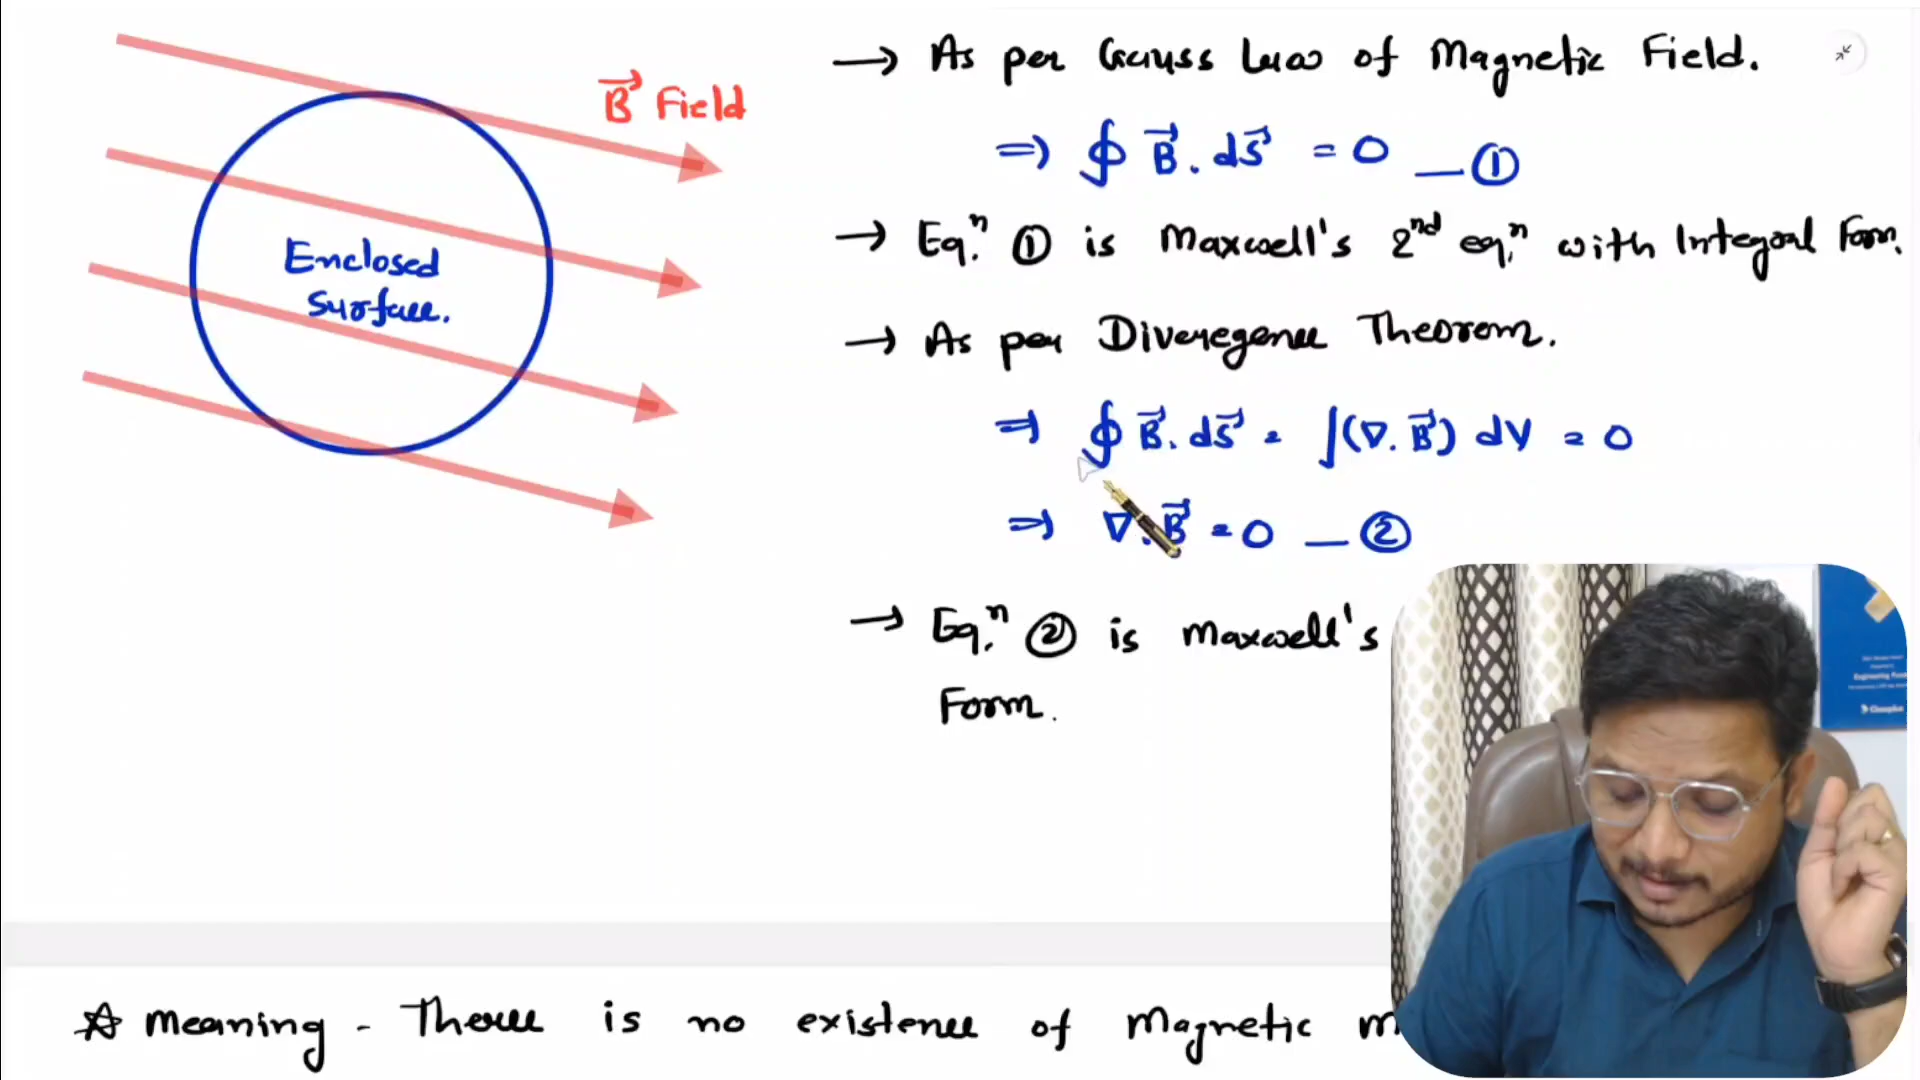 B⃗ Field
Enclosed
Surface.
→ As per Gauss Law of Magnetic Field.
⇒ ∮ B⃗ . dS⃗ = 0 — ①
→ Eq.ⁿ ① is Maxwell's 2nd eq.ⁿ with Integral Form.
→ As per Diveregence Theorem.
⇒ ∮ B⃗ . dS⃗ = ∫(∇ . B⃗) dV = 0
⇒ ∇ . B⃗ = 0 — ②
→ Eq.ⁿ ② is Maxwell's
Form.
☆ Meaning - There is no existence of Magnetic